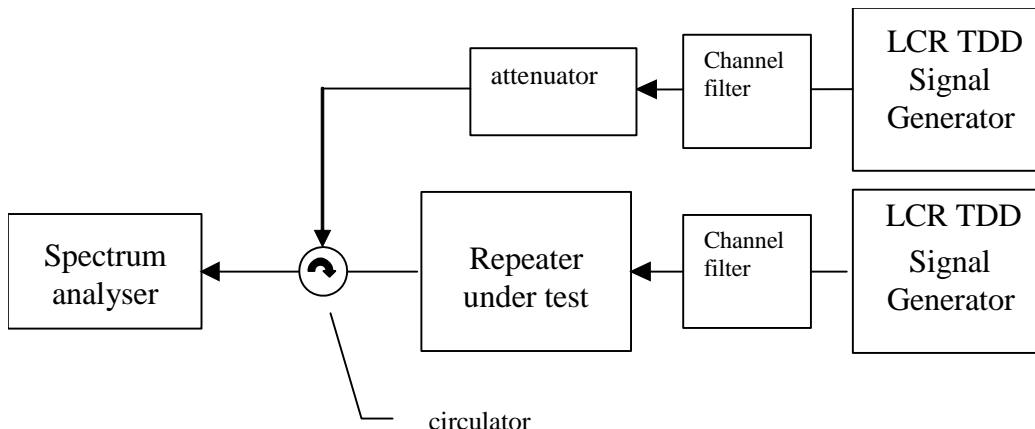 LCR TDD
Signal
Generator
Channel
filter
attenuator
LCR TDD
Signal
Generator
Channel
filter
Repeater
under test
Spectrum
analyser
circulator